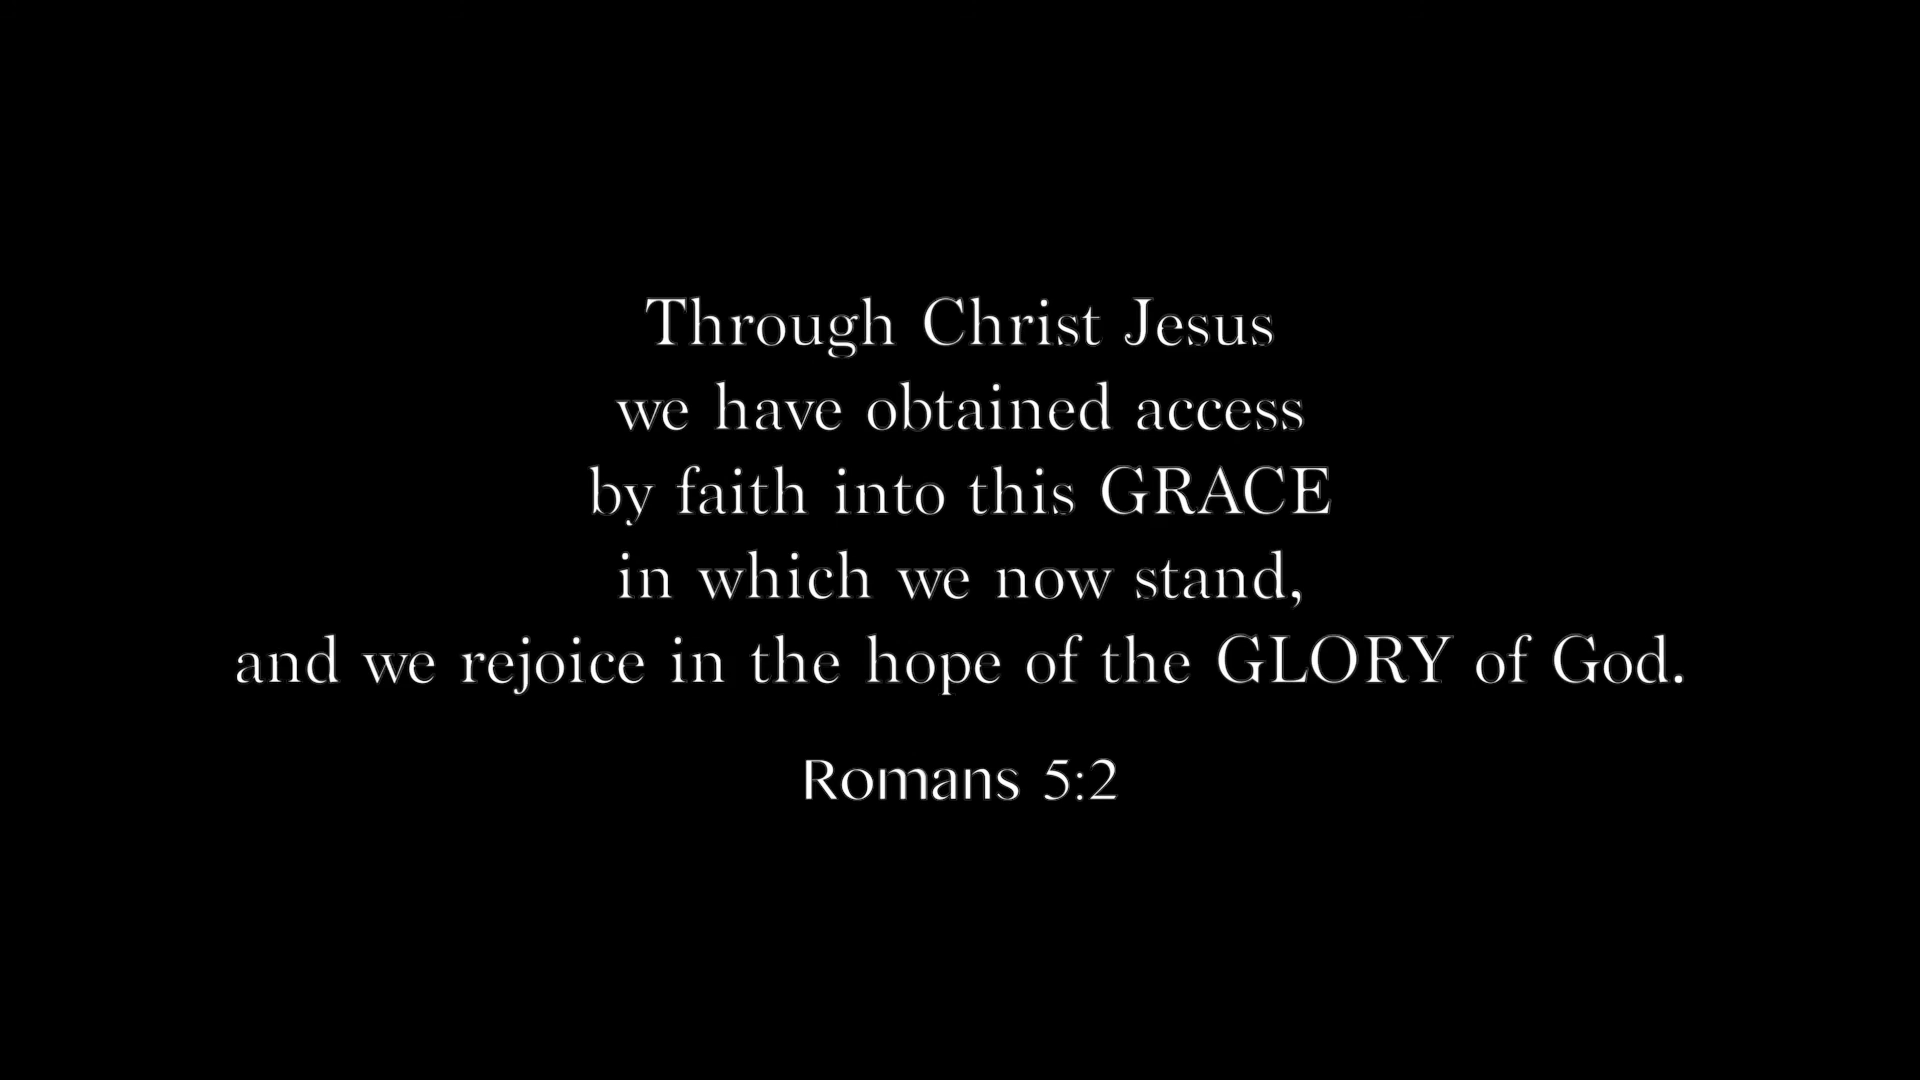 Through Christ Jesus
we have obtained access
by faith into this GRACE
in which we now stand,
and we rejoice in the hope of the GLORY of God.
Romans 5:2